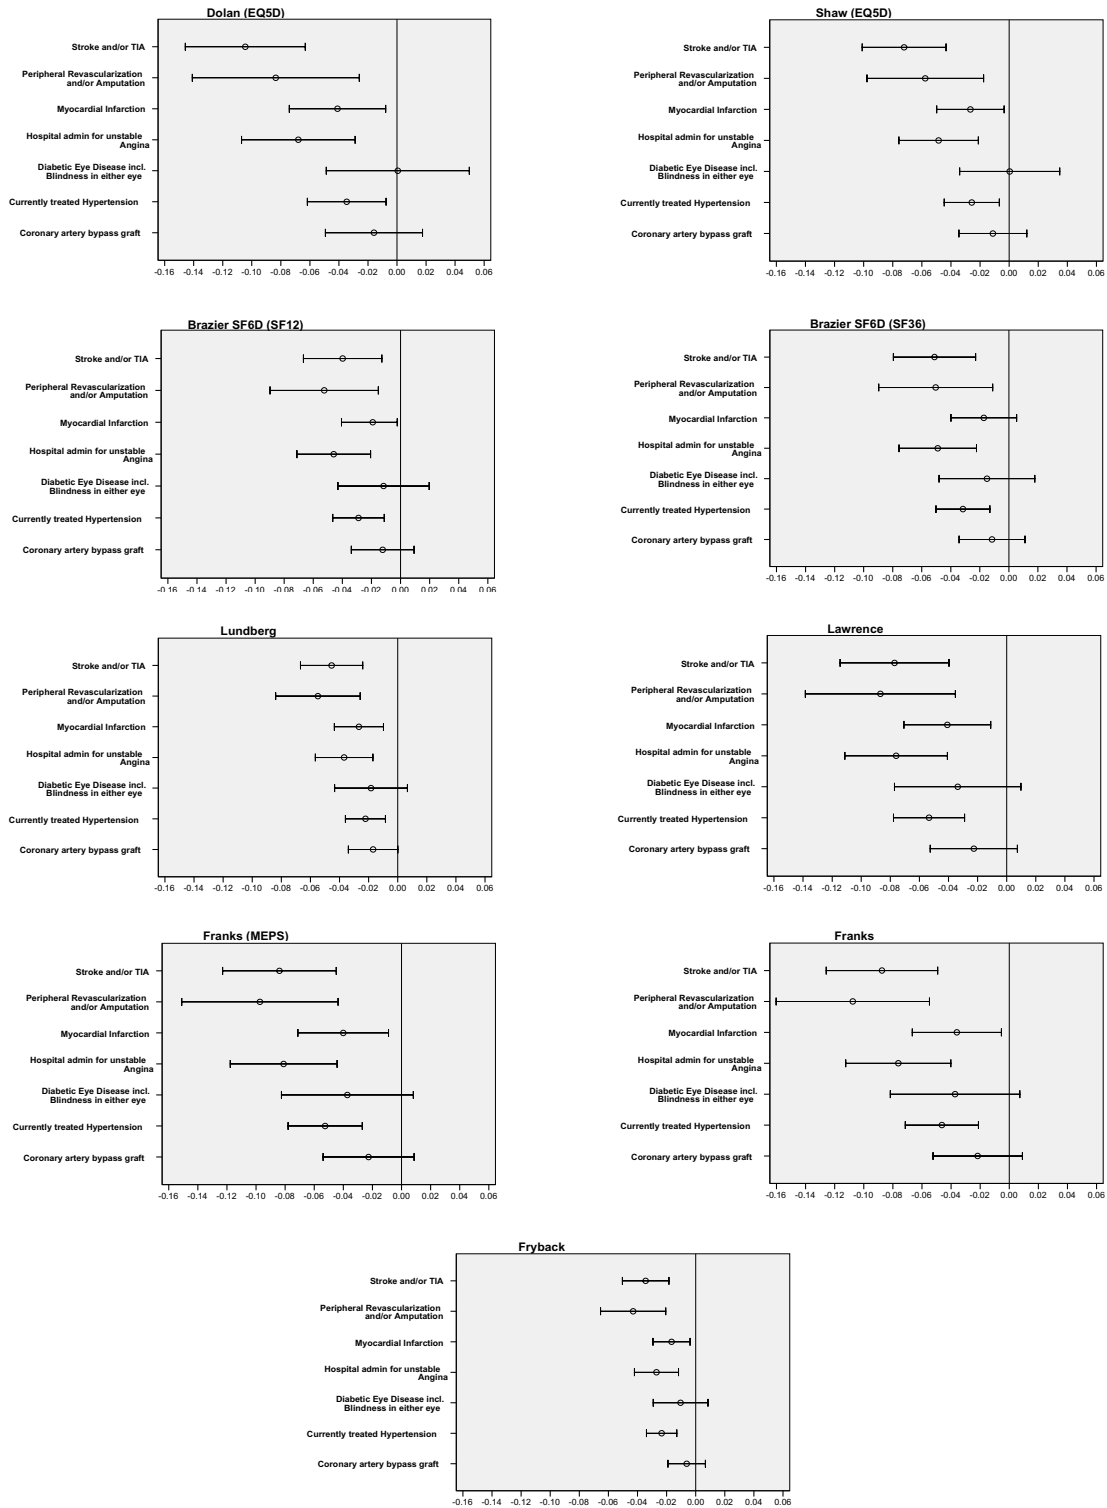 Dolan (EQ5D)
Stroke and/or TIA
Peripheral Revascularization
and/or Amputation
Myocardial Infarction
Hospital admin for unstable
Angina
Diabetic Eye Disease incl.
Blindness in either eye
Currently treated Hypertension
Coronary artery bypass graft
-0.16 -0.14 -0.12 -0.10 -0.08 -0.06 -0.04 -0.02 0.00 0.02 0.04 0.06
Shaw (EQ5D)
Stroke and/or TIA
Peripheral Revascularization
and/or Amputation
Myocardial Infarction
Hospital admin for unstable
Angina
Diabetic Eye Disease incl.
Blindness in either eye
Currently treated Hypertension
Coronary artery bypass graft
-0.16 -0.14 -0.12 -0.10 -0.08 -0.06 -0.04 -0.02 0.00 0.02 0.04 0.06
Brazier SF6D (SF12)
Stroke and/or TIA
Peripheral Revascularization
and/or Amputation
Myocardial Infarction
Hospital admin for unstable
Angina
Diabetic Eye Disease incl.
Blindness in either eye
Currently treated Hypertension
Coronary artery bypass graft
-0.16 -0.14 -0.12 -0.10 -0.08 -0.06 -0.04 -0.02 0.00 0.02 0.04 0.06
Brazier SF6D (SF36)
Stroke and/or TIA
Peripheral Revascularization
and/or Amputation
Myocardial Infarction
Hospital admin for unstable
Angina
Diabetic Eye Disease incl.
Blindness in either eye
Currently treated Hypertension
Coronary artery bypass graft
-0.16 -0.14 -0.12 -0.10 -0.08 -0.06 -0.04 -0.02 0.00 0.02 0.04 0.06
Lundberg
Stroke and/or TIA
Peripheral Revascularization
and/or Amputation
Myocardial Infarction
Hospital admin for unstable
Angina
Diabetic Eye Disease incl.
Blindness in either eye
Currently treated Hypertension
Coronary artery bypass graft
-0.16 -0.14 -0.12 -0.10 -0.08 -0.06 -0.04 -0.02 0.00 0.02 0.04 0.06
Lawrence
Stroke and/or TIA
Peripheral Revascularization
and/or Amputation
Myocardial Infarction
Hospital admin for unstable
Angina
Diabetic Eye Disease incl.
Blindness in either eye
Currently treated Hypertension
Coronary artery bypass graft
-0.16 -0.14 -0.12 -0.10 -0.08 -0.06 -0.04 -0.02 0.00 0.02 0.04 0.06
Franks (MEPS)
Stroke and/or TIA
Peripheral Revascularization
and/or Amputation
Myocardial Infarction
Hospital admin for unstable
Angina
Diabetic Eye Disease incl.
Blindness in either eye
Currently treated Hypertension
Coronary artery bypass graft
-0.16 -0.14 -0.12 -0.10 -0.08 -0.06 -0.04 -0.02 0.00 0.02 0.04 0.06
Franks
Stroke and/or TIA
Peripheral Revascularization
and/or Amputation
Myocardial Infarction
Hospital admin for unstable
Angina
Diabetic Eye Disease incl.
Blindness in either eye
Currently treated Hypertension
Coronary artery bypass graft
-0.16 -0.14 -0.12 -0.10 -0.08 -0.06 -0.04 -0.02 0.00 0.02 0.04 0.06
Fryback
Stroke and/or TIA
Peripheral Revascularization
and/or Amputation
Myocardial Infarction
Hospital admin for unstable
Angina
Diabetic Eye Disease incl.
Blindness in either eye
Currently treated Hypertension
Coronary artery bypass graft
-0.16 -0.14 -0.12 -0.10 -0.08 -0.06 -0.04 -0.02 0.00 0.02 0.04 0.06